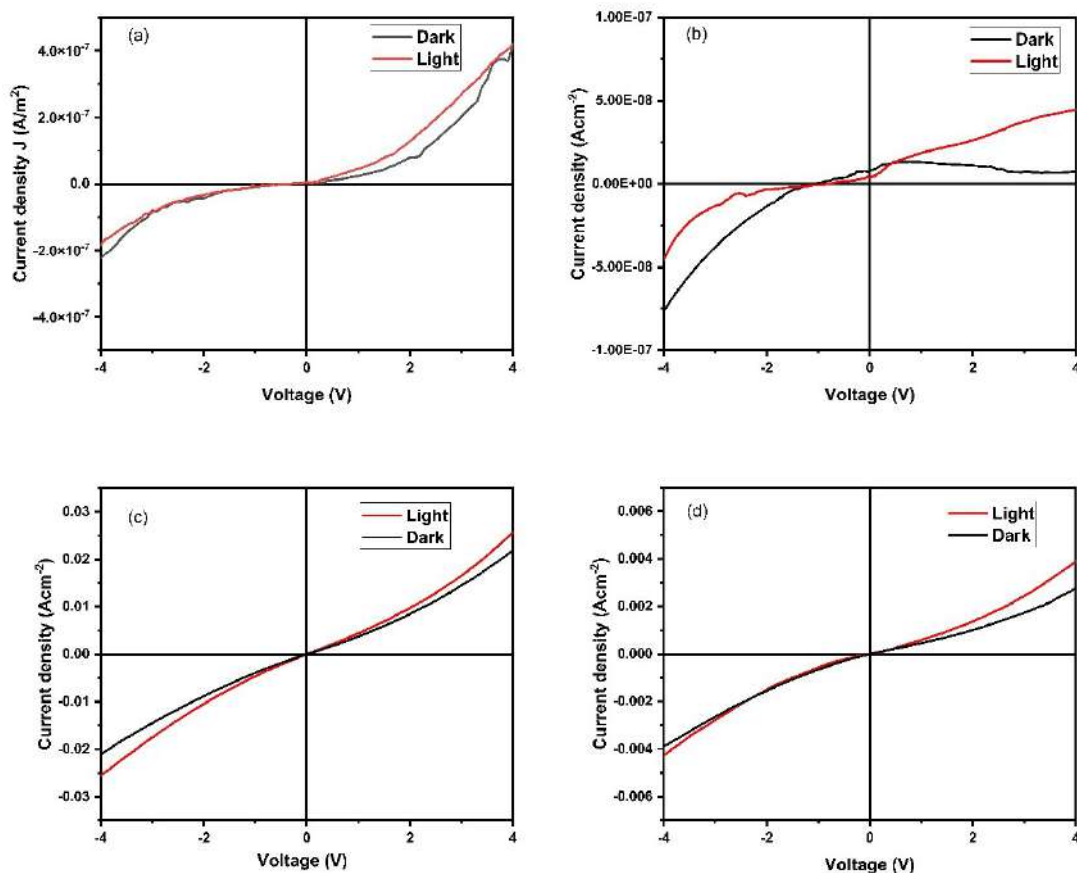 (a)
Dark
Light
4.0×10⁻⁷
2.0×10⁻⁷
0.0
-2.0×10⁻⁷
-4.0×10⁻⁷
Current density J (A/m²)
-4 -2 0 2 4
Voltage (V)
(b)
Dark
Light
1.00E-07
5.00E-08
0.00E+00
-5.00E-08
-1.00E-07
Current density (Acm⁻²)
-4 -2 0 2 4
Voltage (V)
(c)
Light
Dark
0.03
0.02
0.01
0.00
-0.01
-0.02
-0.03
Current density (Acm⁻²)
-4 -2 0 2 4
Voltage (V)
(d)
Light
Dark
0.006
0.004
0.002
0.000
-0.002
-0.004
-0.006
Current density (Acm⁻²)
-4 -2 0 2 4
Voltage (V)